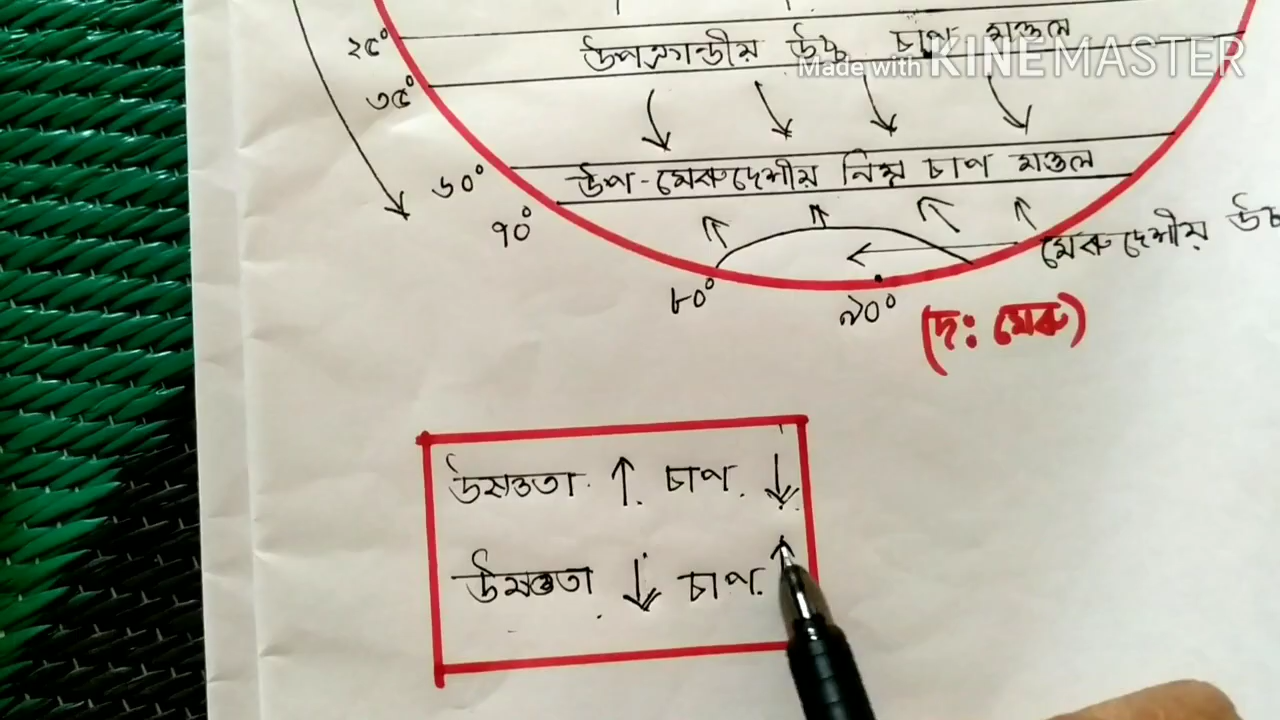 ২৫°
উপক্রান্তীয় উচ্চ চাপ মণ্ডল
Made with KINEMASTER
৩৫°
৬০°
উপ-মেরুদেশীয় নিম্ন চাপ মণ্ডল
৭০°
মেরুদেশীয়
৮০°
৯০°
(দ: মেরু)
উষ্ণতা ↑ চাপ ↓
উষ্ণতা ↓ চাপ ↑